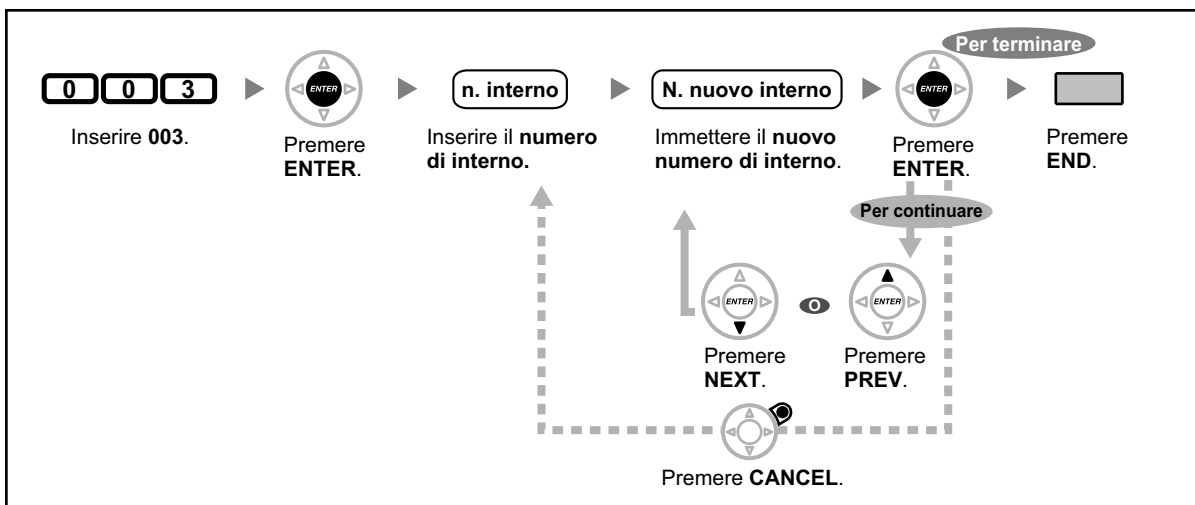 Per terminare
0 0 3
ENTER
n. interno
N. nuovo interno
ENTER
Inserire 003.
Premere
ENTER.
Inserire il numero
di interno.
Immettere il nuovo
numero di interno.
Premere
ENTER.
Premere
END.
Per continuare
ENTER
O
ENTER
Premere
NEXT.
Premere
PREV.
Premere CANCEL.